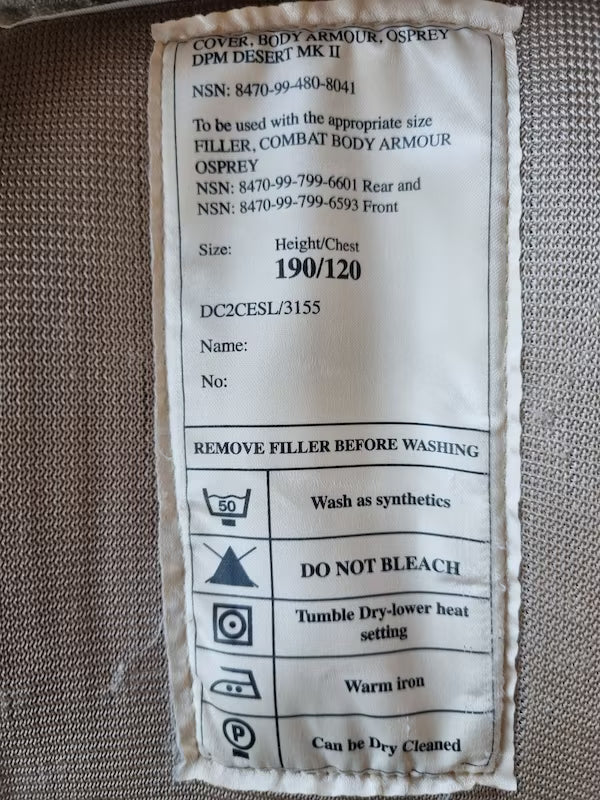 COVER, BODY ARMOUR, OSPREY
DPM DESERT MK II
NSN: 8470-99-480-8041
To be used with the appropriate size
FILLER, COMBAT BODY ARMOUR
OSPREY
NSN: 8470-99-799-6601 Rear and
NSN: 8470-99-799-6593 Front
Size: Height/Chest
190/120
DC2CESL/3155
Name:
No:
REMOVE FILLER BEFORE WASHING
50 Wash as synthetics
DO NOT BLEACH
Tumble Dry-lower heat
setting
Warm iron
P Can be Dry Cleaned